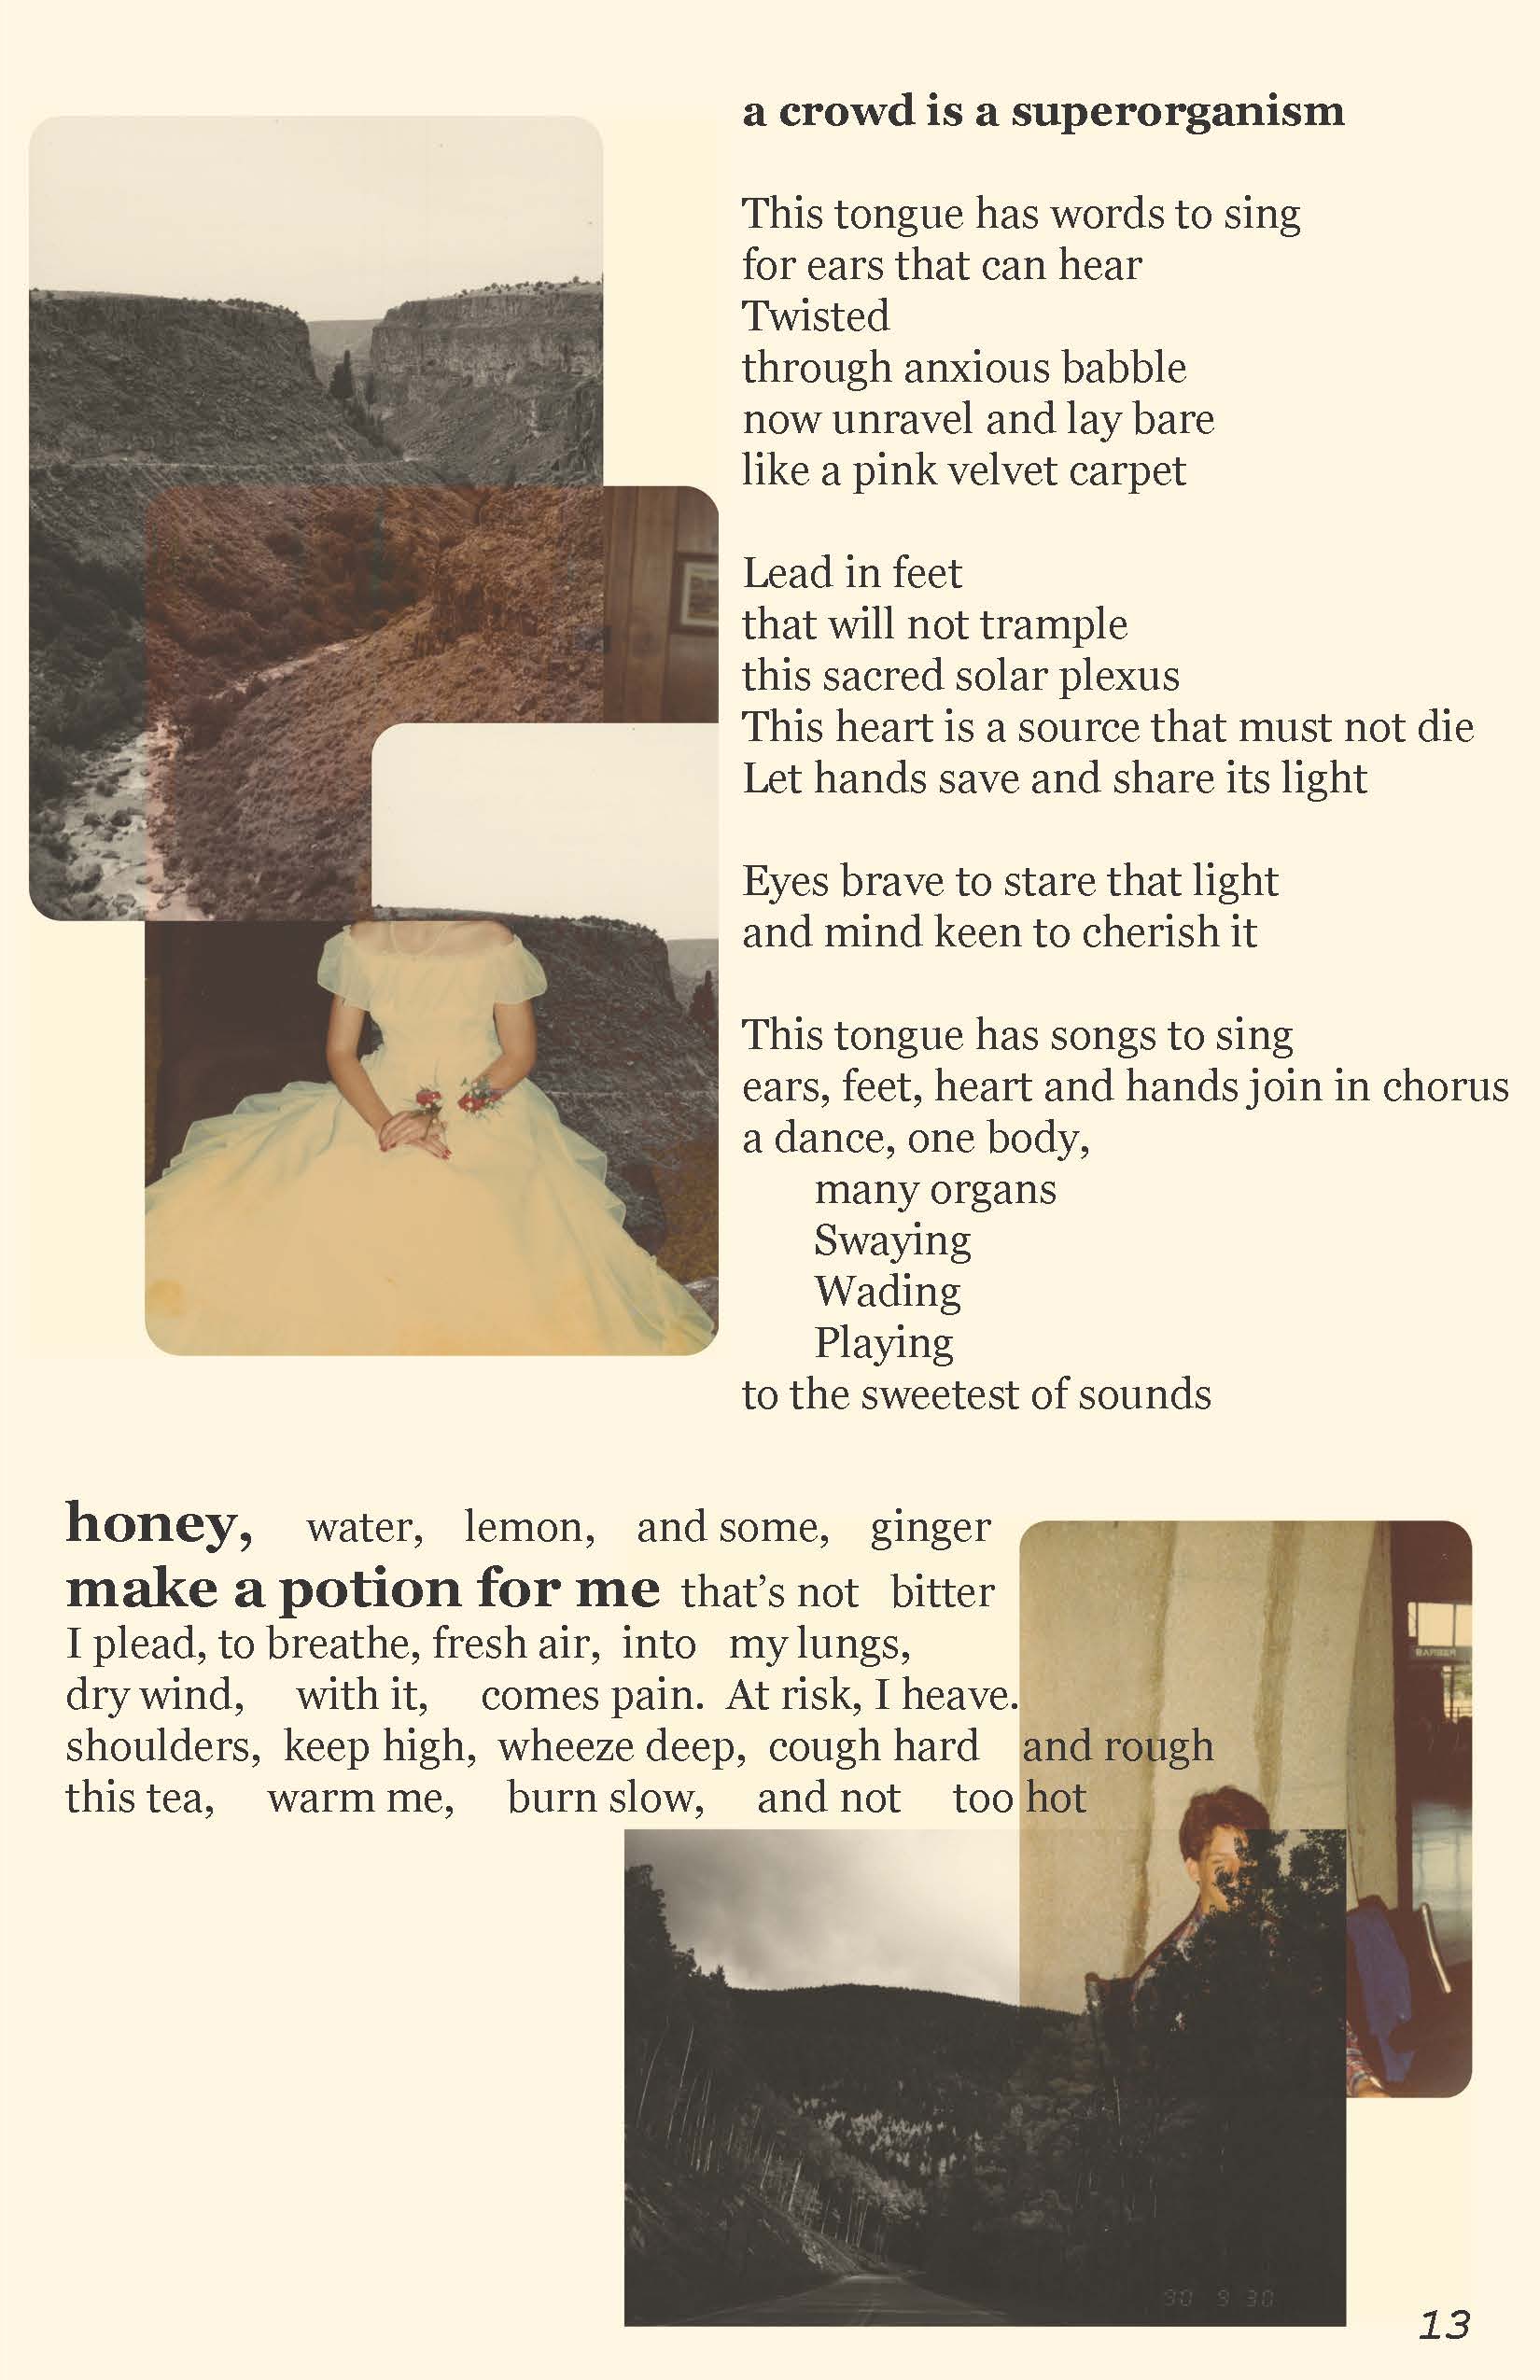 a crowd is a superorganism
This tongue has words to sing
for ears that can hear
Twisted
through anxious babble
now unravel and lay bare
like a pink velvet carpet
Lead in feet
that will not trample
this sacred solar plexus
This heart is a source that must not die
Let hands save and share its light
Eyes brave to stare that light
and mind keen to cherish it
This tongue has songs to sing
ears, feet, heart and hands join in chorus
a dance, one body,
many organs
Swaying
Wading
Playing
to the sweetest of sounds
honey, water, lemon, and some, ginger
make a potion for me that's not bitter
I plead, to breathe, fresh air, into my lungs,
dry wind, with it, comes pain. At risk, I heave.
shoulders, keep high, wheeze deep, cough hard and rough
this tea, warm me, burn slow, and not too hot
90 9 30
13